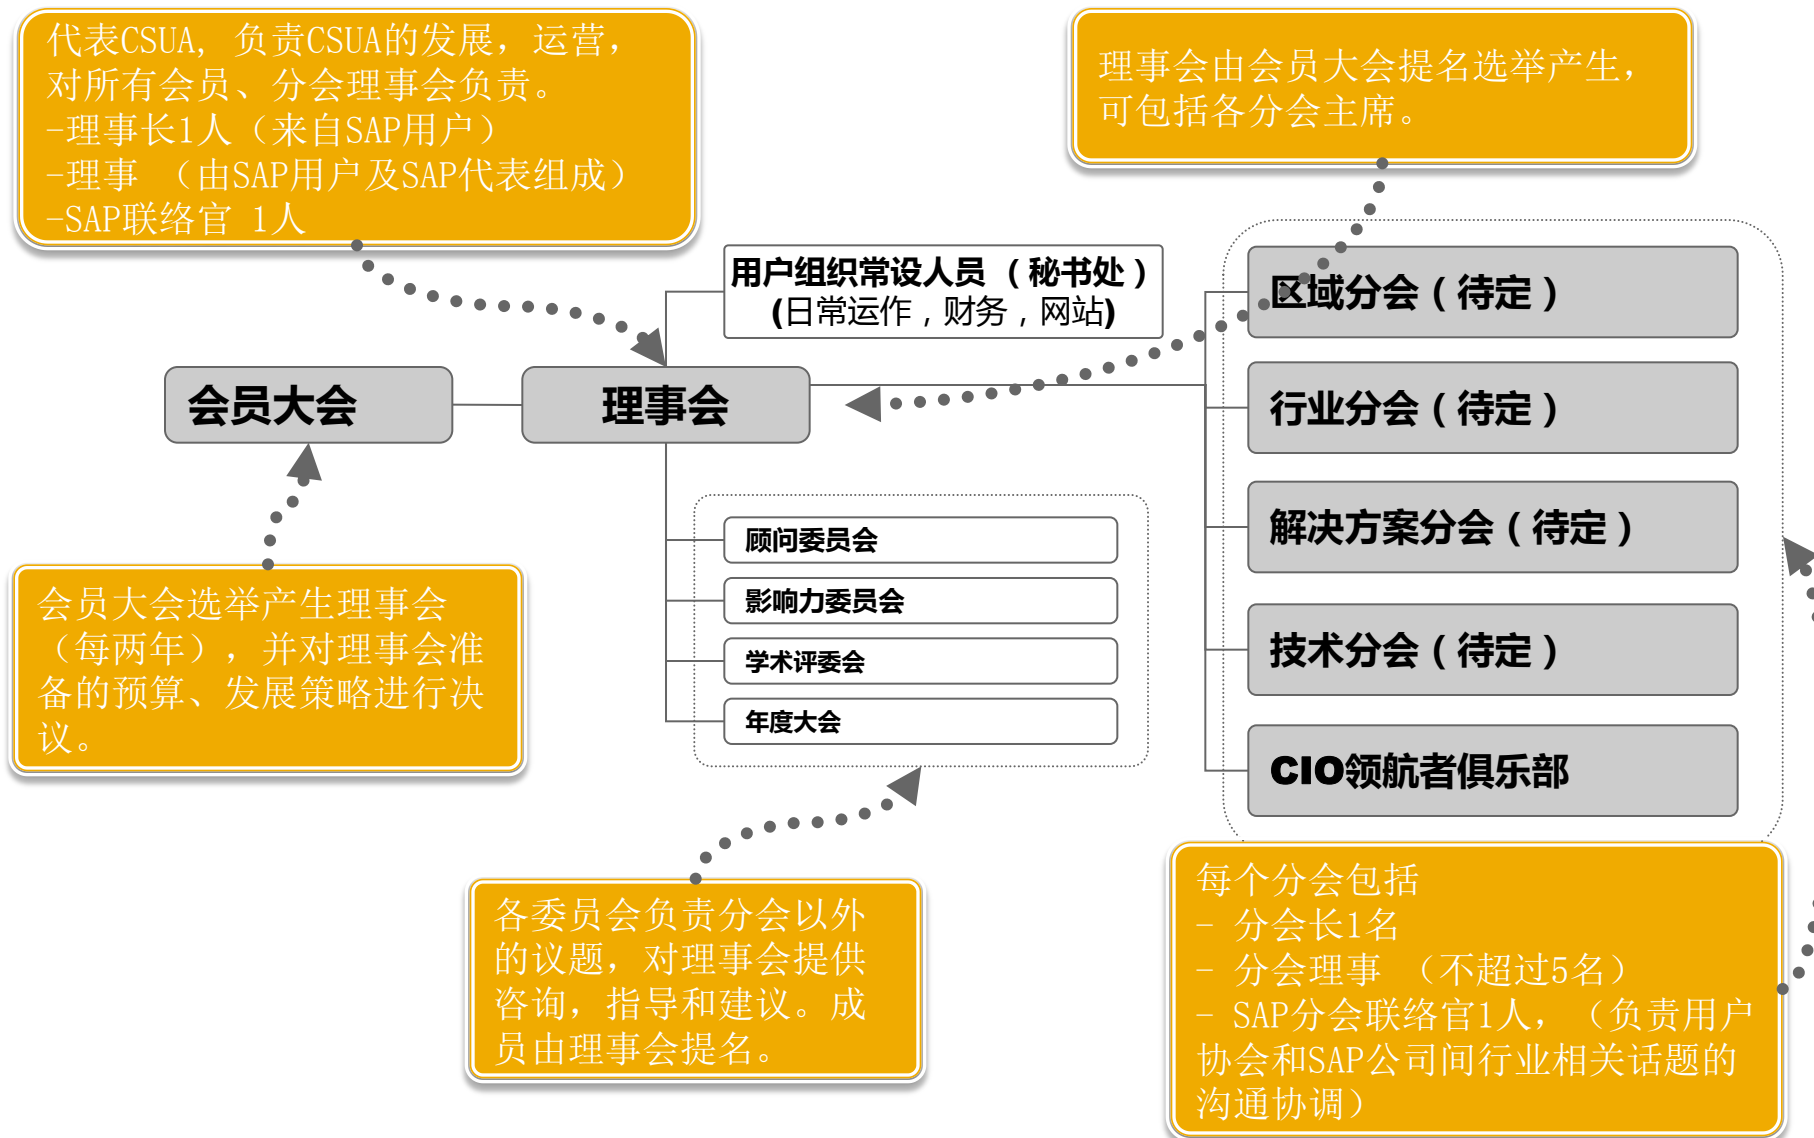 代表CSUA, 负责CSUA的发展，运营，
对所有会员、分会理事会负责。
-理事长1人（来自SAP用户）
-理事 （由SAP用户及SAP代表组成）
-SAP联络官 1人
理事会由会员大会提名选举产生，
可包括各分会主席。
用户组织常设人员 （秘书处）
(日常运作，财务，网站)
会员大会
理事会
区域分会（待定）
行业分会（待定）
解决方案分会（待定）
技术分会（待定）
CIO领航者俱乐部
顾问委员会
影响力委员会
学术评委会
年度大会
会员大会选举产生理事会
（每两年），并对理事会准
备的预算、发展策略进行决
议。
各委员会负责分会以外
的议题，对理事会提供
咨询，指导和建议。成
员由理事会提名。
每个分会包括
- 分会长1名
- 分会理事 （不超过5名）
- SAP分会联络官1人，（负责用户
协会和SAP公司间行业相关话题的
沟通协调）